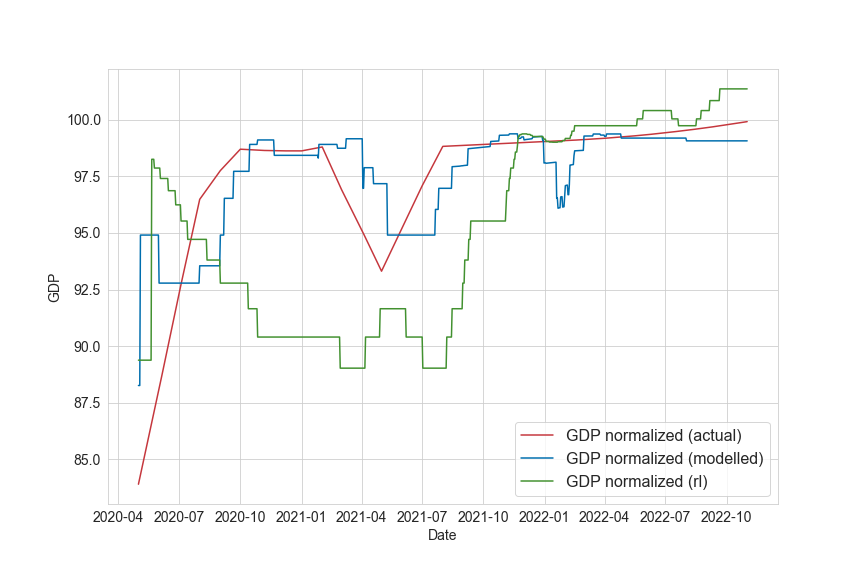 100.0
97.5
95.0
92.5
90.0
87.5
85.0
GDP
GDP normalized (actual)
GDP normalized (modelled)
GDP normalized (rl)
2020-04 2020-07 2020-10 2021-01 2021-04 2021-07 2021-10 2022-01 2022-04 2022-07 2022-10
Date